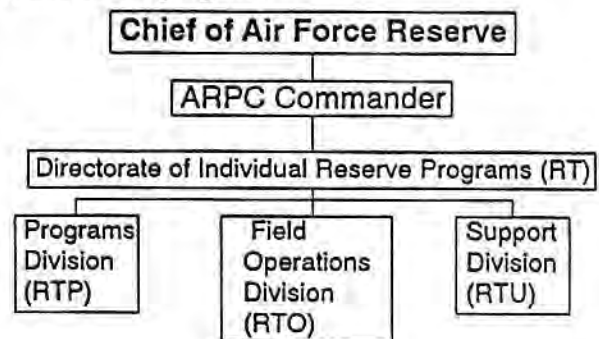 Chief of Air Force Reserve
ARPC Commander
Directorate of Individual Reserve Programs (RT)
Programs
Division
(RTP)
Field
Operations
Division
(RTO)
Support
Division
(RTU)